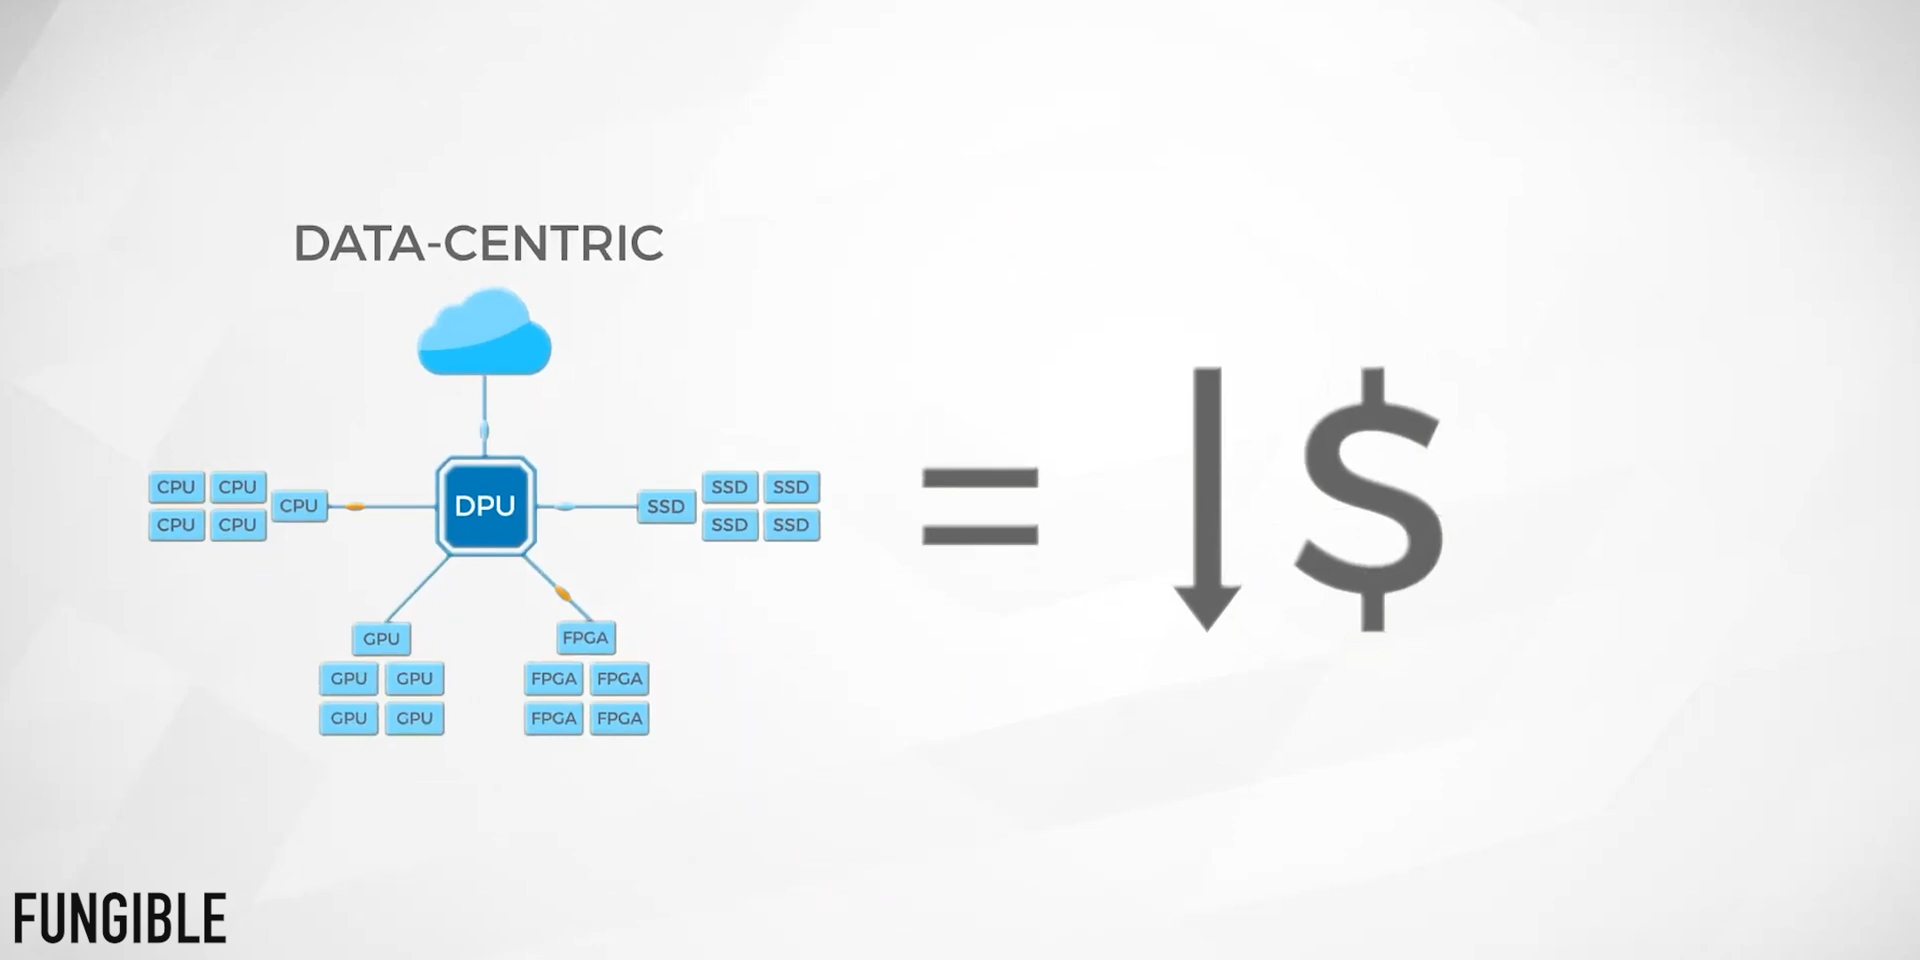 DATA-CENTRIC
CPU CPU
CPU
CPU CPU
DPU
SSD
SSD SSD
SSD SSD
= $
GPU
GPU GPU
GPU GPU
FPGA
FPGA FPGA
FPGA FPGA
FUNGIBLE